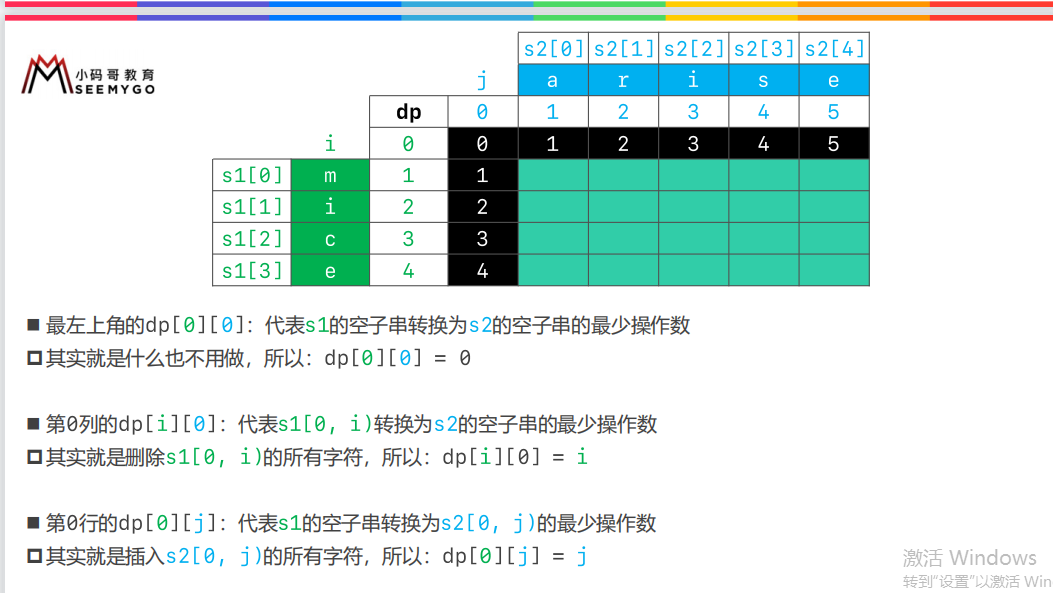 s2[0] s2[1] s2[2] s2[3] s2[4]
小码哥教育
SEEMYGO
j a r i s e
dp 0 1 2 3 4 5
i 0 0 1 2 3 4 5
s1[0] m 1 1
s1[1] i 2 2
s1[2] c 3 3
s1[3] e 4 4
■ 最左上角的dp[0][0]：代表s1的空子串转换为s2的空子串的最少操作数
其实就是什么也不用做，所以：dp[0][0] = 0
■ 第0列的dp[i][0]：代表s1[0, i)转换为s2的空子串的最少操作数
其实就是删除s1[0, i)的所有字符，所以：dp[i][0] = i
■ 第0行的dp[0][j]：代表s1的空子串转换为s2[0, j)的最少操作数
其实就是插入s2[0, j)的所有字符，所以：dp[0][j] = j
激活 Windows
转到“设置”以激活 Win